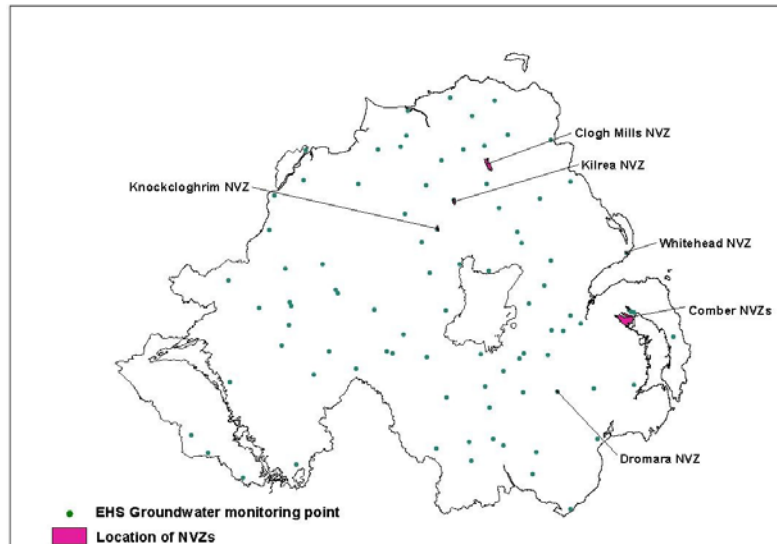 Clogh Mills NVZ
Kilrea NVZ
Knockcloghrim NVZ
Whitehead NVZ
Comber NVZs
Dromara NVZ
EHS Groundwater monitoring point
Location of NVZs